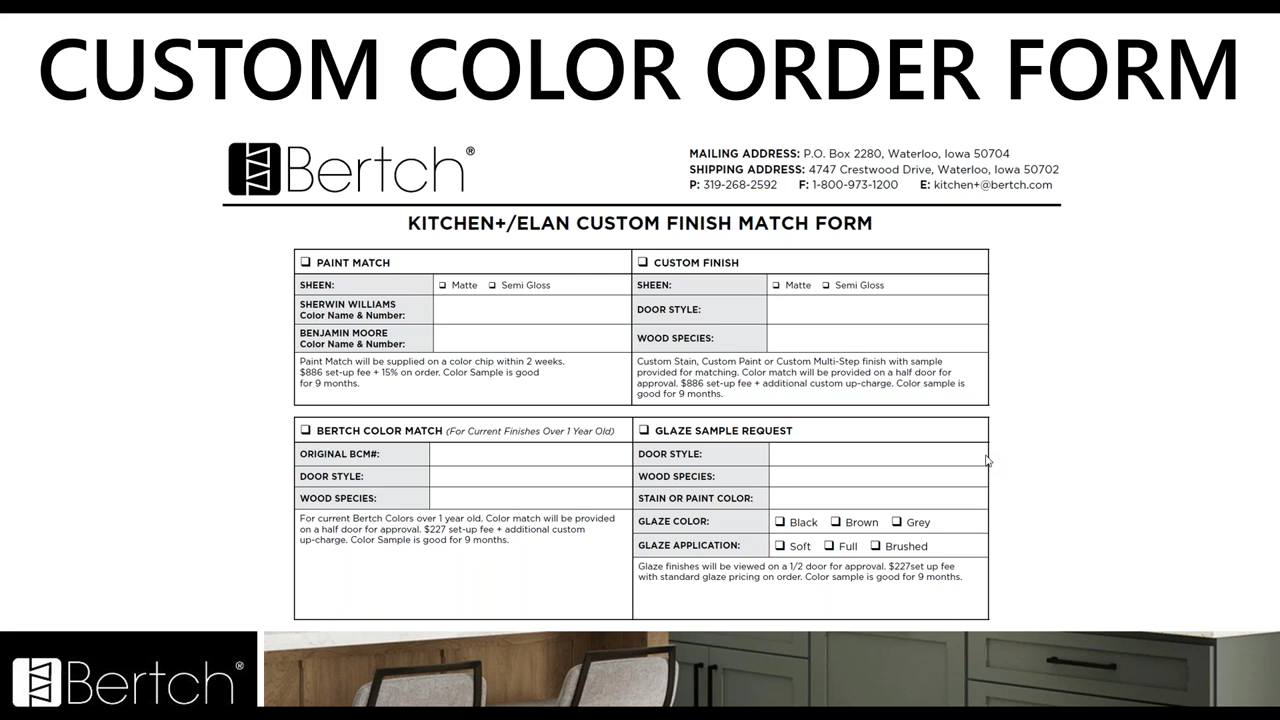 CUSTOM COLOR ORDER FORM
Bertch®
MAILING ADDRESS: P.O. Box 2280, Waterloo, Iowa 50704
SHIPPING ADDRESS: 4747 Crestwood Drive, Waterloo, Iowa 50702
P: 319-268-2592 F: 1-800-973-1200 E: kitchen+@bertch.com
KITCHEN+/ELAN CUSTOM FINISH MATCH FORM
PAINT MATCH
SHEEN: Matte Semi Gloss
SHERWIN WILLIAMS
Color Name & Number:
BENJAMIN MOORE
Color Name & Number:
Paint Match will be supplied on a color chip within 2 weeks.
$886 set-up fee + 15% on order. Color Sample is good
for 9 months.
CUSTOM FINISH
SHEEN: Matte Semi Gloss
DOOR STYLE:
WOOD SPECIES:
Custom Stain, Custom Paint or Custom Multi-Step finish with sample
provided for matching. Color match will be provided on a half door for
approval. $886 set-up fee + additional custom up-charge. Color sample is
good for 9 months.
BERTCH COLOR MATCH (For Current Finishes Over 1 Year Old)
ORIGINAL BCM#:
DOOR STYLE:
WOOD SPECIES:
For current Bertch Colors over 1 year old. Color match will be provided
on a half door for approval. $227 set-up fee + additional custom
up-charge. Color Sample is good for 9 months.
GLAZE SAMPLE REQUEST
DOOR STYLE:
WOOD SPECIES:
STAIN OR PAINT COLOR:
GLAZE COLOR: Black Brown Grey
GLAZE APPLICATION: Soft Full Brushed
Glaze finishes will be viewed on a 1/2 door for approval. $227set up fee
with standard glaze pricing on order. Color sample is good for 9 months.
Bertch®